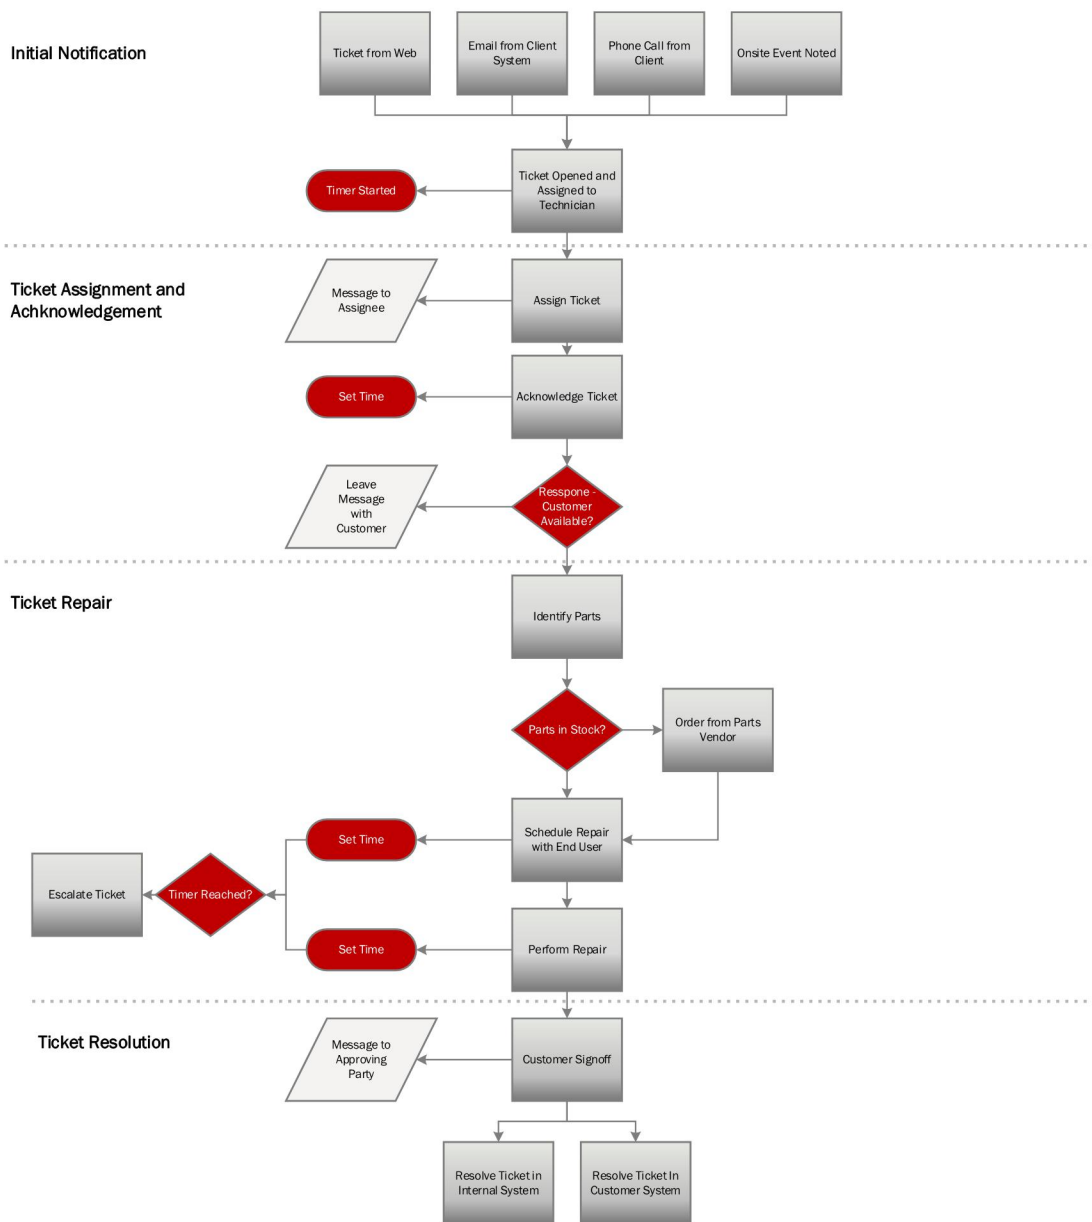 Initial Notification
Ticket from Web
Email from Client
System
Phone Call from
Client
Onsite Event Noted
Timer Started
Ticket Opened and
Assigned to
Technician
Ticket Assignment and
Achknowledgement
Message to
Assignee
Assign Ticket
Set Time
Acknowledge Ticket
Leave
Message
with
Customer
Resspone -
Customer
Available?
Ticket Repair
Identify Parts
Parts in Stock?
Order from Parts
Vendor
Set Time
Schedule Repair
with End User
Escalate Ticket
Timer Reached?
Set Time
Perform Repair
Ticket Resolution
Message to
Approving
Party
Customer Signoff
Resolve Ticket in
Internal System
Resolve Ticket In
Customer System